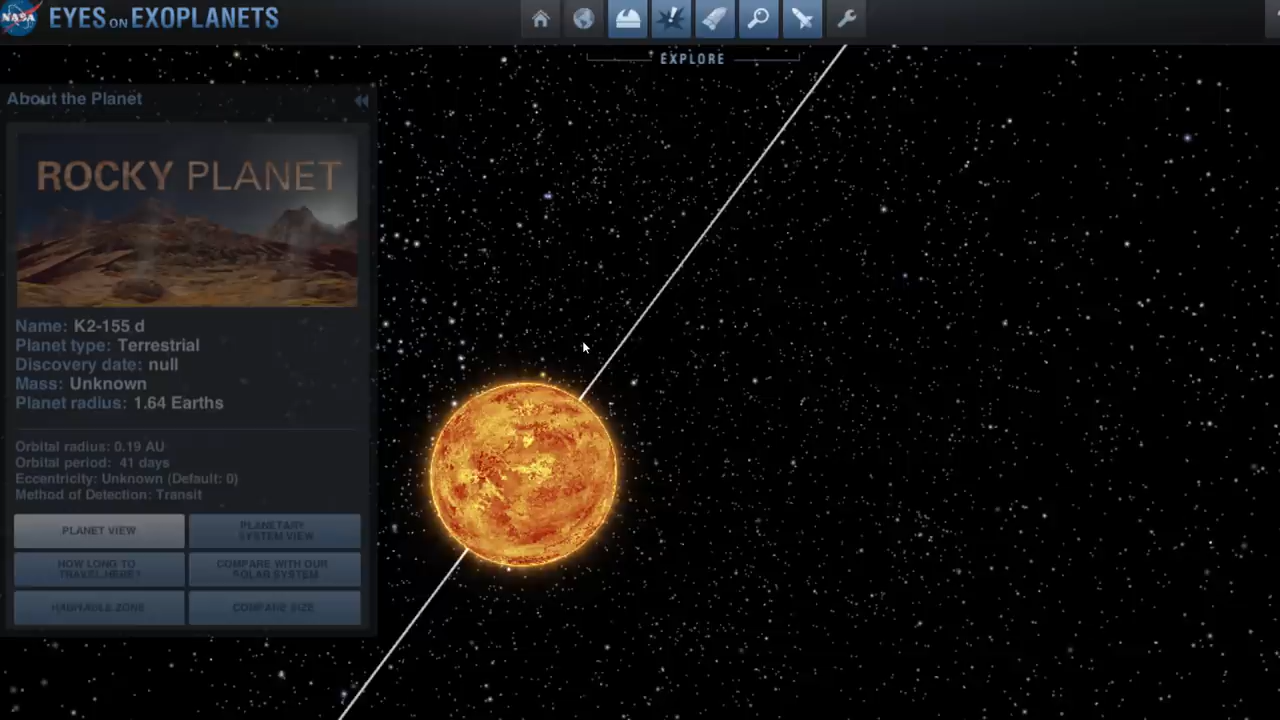 NASA
EYES ON EXOPLANETS
EXPLORE
About the Planet
ROCKY PLANET
Name: K2-155 d
Planet type: Terrestrial
Discovery date: null
Mass: Unknown
Planet radius: 1.64 Earths
Orbital radius: 0.19 AU
Orbital period: 41 days
Eccentricity: Unknown (Default: 0)
Method of Detection: Transit
PLANET VIEW
PLANETARY
SYSTEM VIEW
HOW LONG TO
TRAVEL THERE?
COMPARE WITH OUR
SOLAR SYSTEM
HABITABLE ZONE
COMPARE SIZE